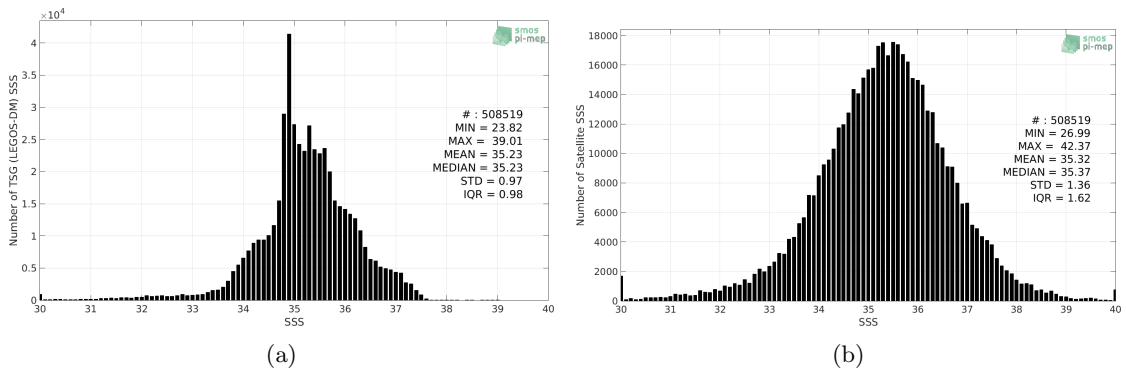 ×10⁴
Number of TSG (LEGOS-DM) SSS
4
3.5
3
2.5
2
1.5
1
0.5
0
30
31
32
33
34
35
36
37
38
39
40
SSS
smos
pi-mep
# : 508519
MIN = 23.82
MAX = 39.01
MEAN = 35.23
MEDIAN = 35.23
STD = 0.97
IQR = 0.98
(a)
Number of Satellite SSS
18000
16000
14000
12000
10000
8000
6000
4000
2000
0
30
31
32
33
34
35
36
37
38
39
40
SSS
smos
pi-mep
# : 508519
MIN = 26.99
MAX = 42.37
MEAN = 35.32
MEDIAN = 35.37
STD = 1.36
IQR = 1.62
(b)